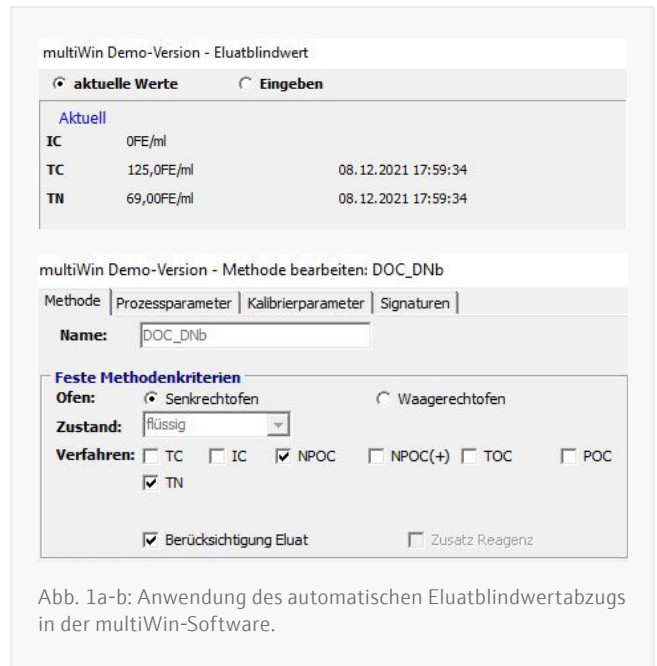 multiWin Demo-Version - Eluatblindwert
aktuelle Werte Eingeben
Aktuell
IC 0FE/ml
TC 125,0FE/ml 08.12.2021 17:59:34
TN 69,00FE/ml 08.12.2021 17:59:34
multiWin Demo-Version - Methode bearbeiten: DOC_DNb
Methode Prozessparameter Kalibrierparameter Signaturen
Name: DOC_DNb
Feste Methodenkriterien
Ofen: Senkrechtofen Waagerechtofen
Zustand: flüssig
Verfahren: TC IC NPOC NPOC(+) TOC POC
TN
Berücksichtigung Eluat Zusatz Reagenz
Abb. 1a-b: Anwendung des automatischen Eluatblindwertabzugs
in der multiWin-Software.